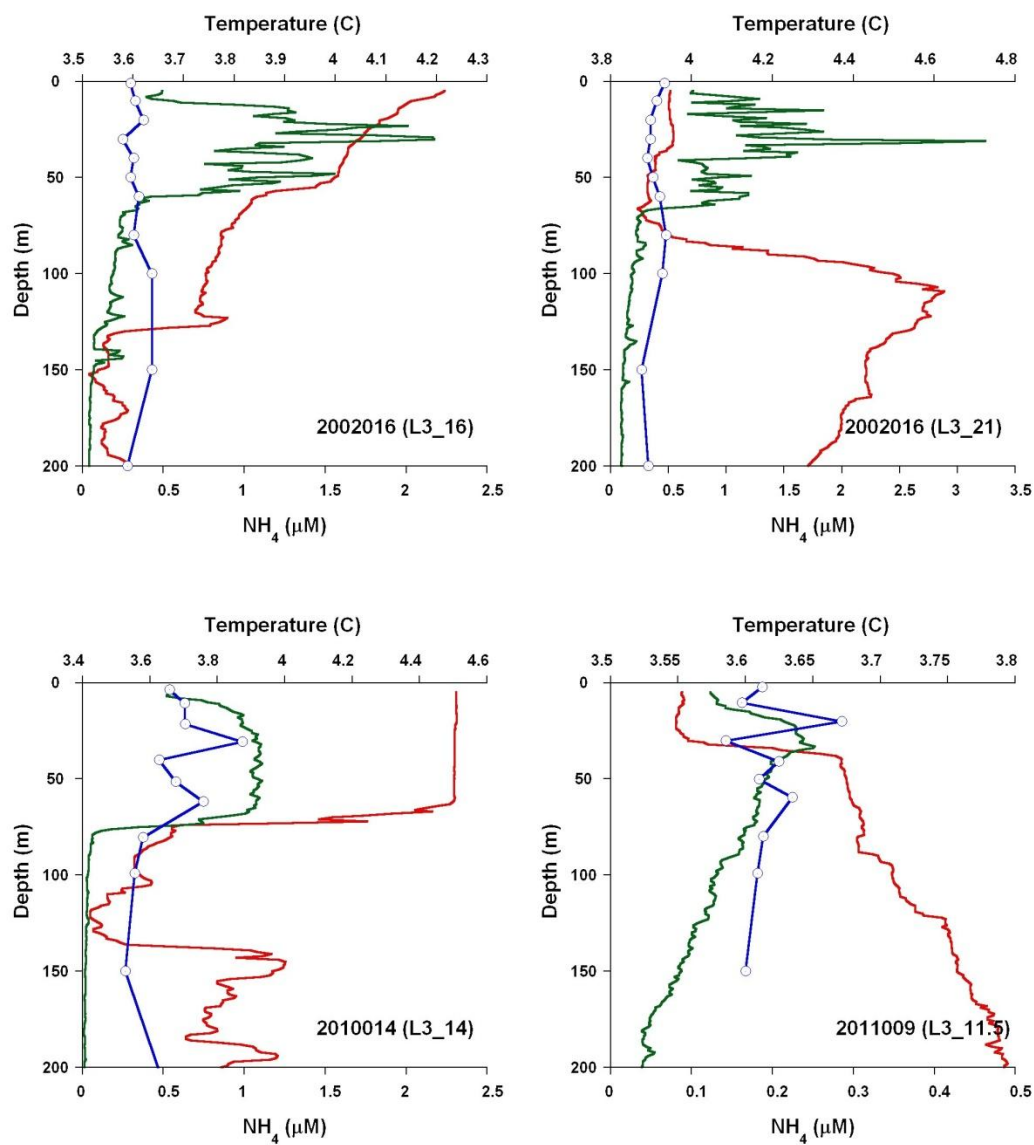 Temperature (C)
3.5 3.6 3.7 3.8 3.9 4 4.1 4.2 4.3
0
50
100
150
200
Depth (m)
2002016 (L3_16)
0 0.5 1 1.5 2 2.5
NH4 (μM)
Temperature (C)
3.8 4 4.2 4.4 4.6 4.8
0
50
100
150
200
Depth (m)
2002016 (L3_21)
0 0.5 1 1.5 2 2.5 3 3.5
NH4 (μM)
Temperature (C)
3.4 3.6 3.8 4 4.2 4.4 4.6
0
50
100
150
200
Depth (m)
2010014 (L3_14)
0 0.5 1 1.5 2 2.5
NH4 (μM)
Temperature (C)
3.5 3.55 3.6 3.65 3.7 3.75 3.8
0
50
100
150
200
Depth (m)
2011009 (L3_11.5)
0 0.1 0.2 0.3 0.4 0.5
NH4 (μM)